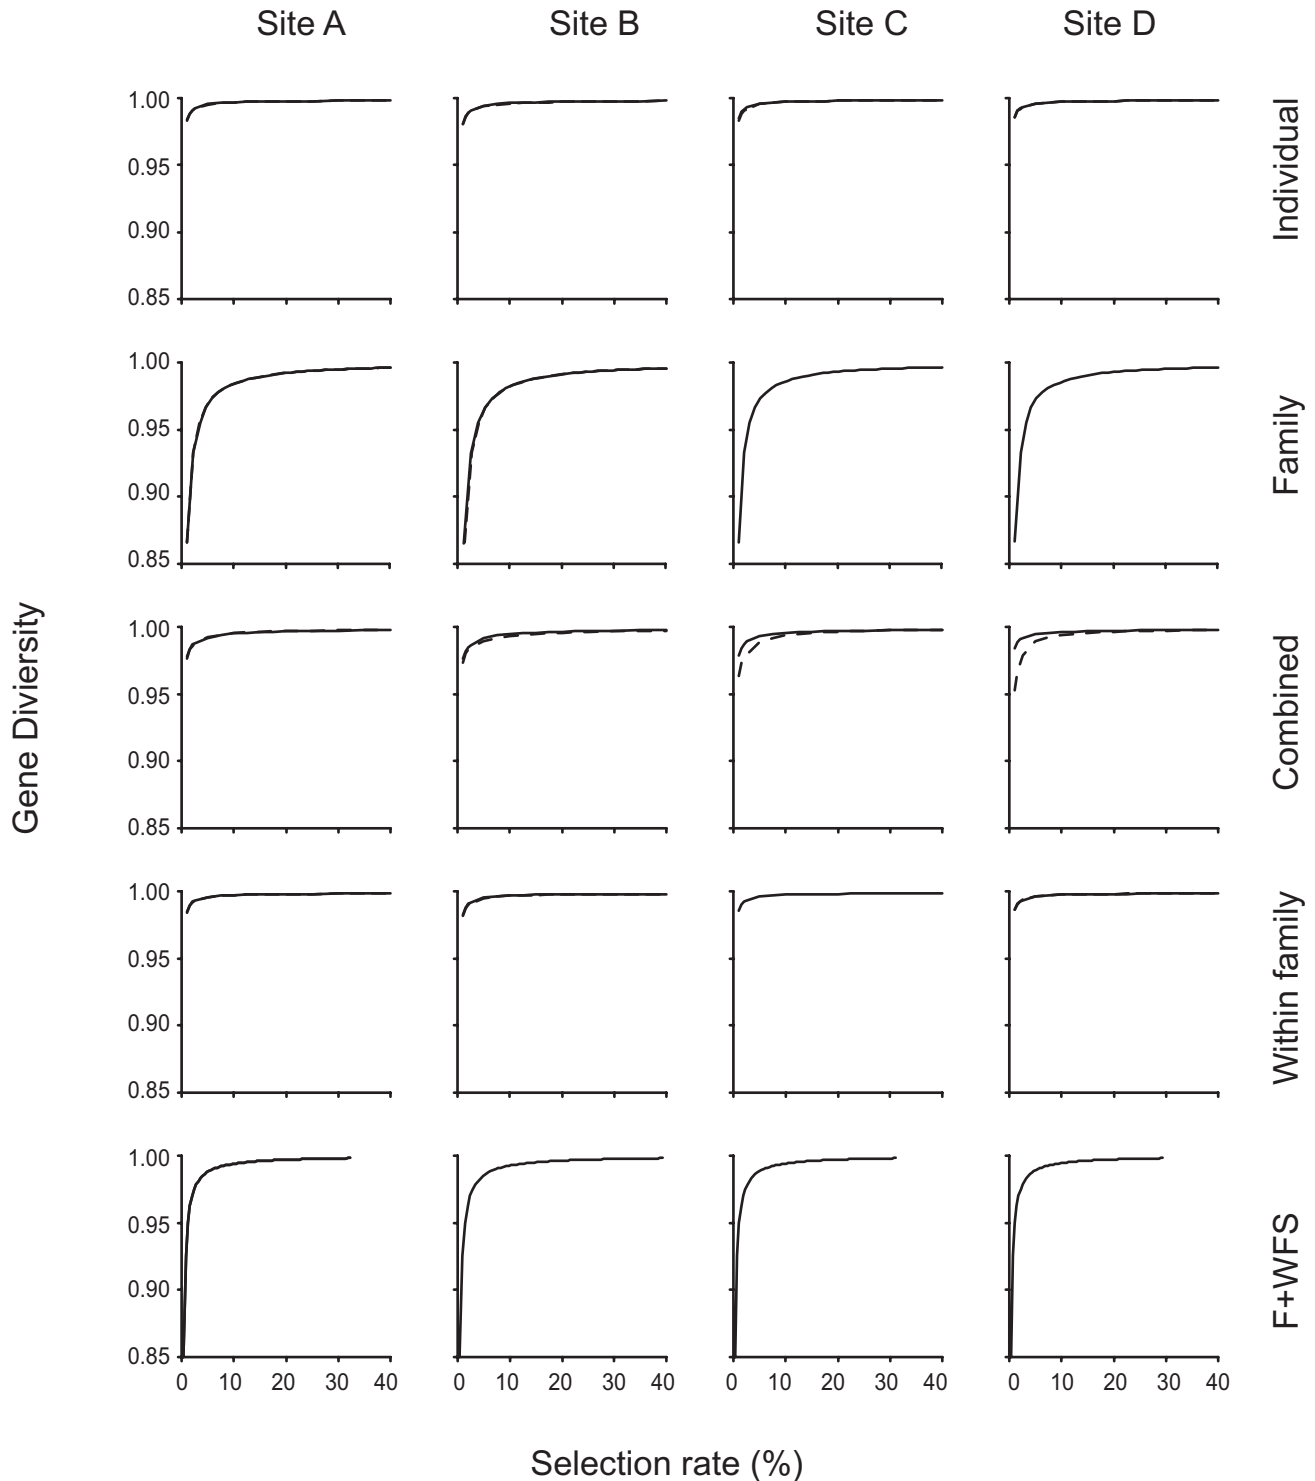 Site A Site B Site C Site D
1.00
0.95
0.90
0.85
Individual
1.00
0.95
0.90
0.85
Family
Gene Diviersity
1.00
0.95
0.90
0.85
Combined
1.00
0.95
0.90
0.85
Within family
1.00
0.95
0.90
0.85
F+WFS
0 10 20 30 40 0 10 20 30 40 0 10 20 30 40 0 10 20 30 40
Selection rate (%)